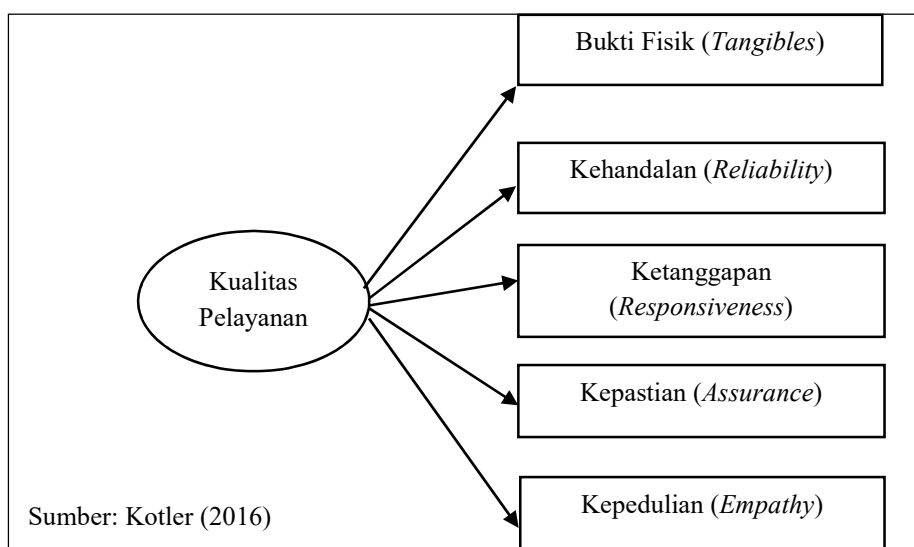 Bukti Fisik (Tangibles)
Kehandalan (Reliability)
Kualitas
Pelayanan
Ketanggapan
(Responsiveness)
Kepastian (Assurance)
Kepedulian (Empathy)
Sumber: Kotler (2016)